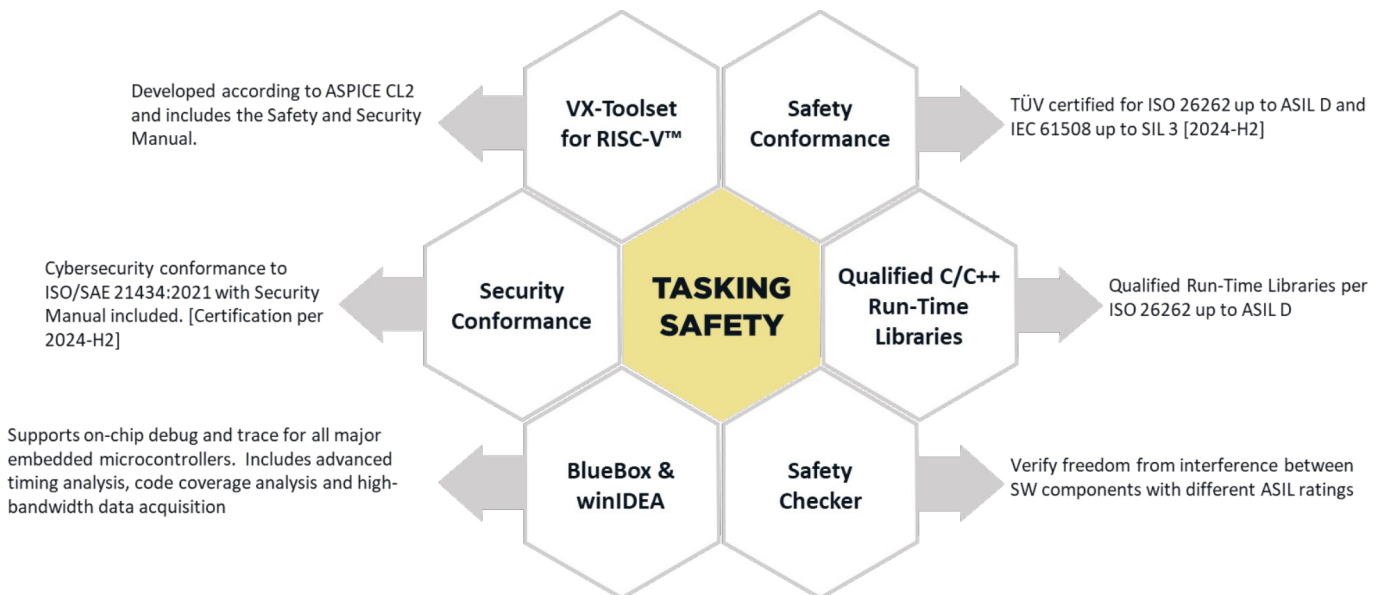 Developed according to ASPICE CL2
and includes the Safety and Security
Manual.
VX-Toolset
for RISC-V™
Safety
Conformance
TÜV certified for ISO 26262 up to ASIL D and
IEC 61508 up to SIL 3 [2024-H2]
Cybersecurity conformance to
ISO/SAE 21434:2021 with Security
Manual included. [Certification per
2024-H2]
Security
Conformance
TASKING
SAFETY
Qualified C/C++
Run-Time
Libraries
Qualified Run-Time Libraries per
ISO 26262 up to ASIL D
Supports on-chip debug and trace for all major
embedded microcontrollers.  Includes advanced
timing analysis, code coverage analysis and high-
bandwidth data acquisition
BlueBox &
winIDEA
Safety
Checker
Verify freedom from interference between
SW components with different ASIL ratings